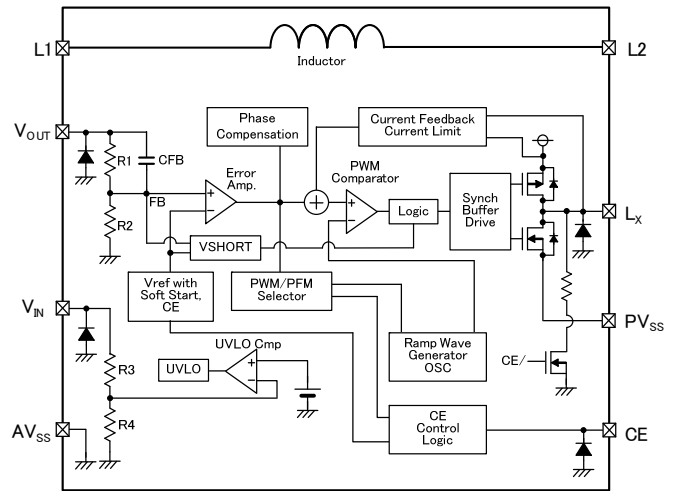 L1
L2
Inductor
VOUT
R1
CFB
R2
FB
Phase
Compensation
Error
Amp.
Current Feedback
Current Limit
PWM
Comparator
Logic
Synch
Buffer
Drive
LX
VSHORT
Vref with
Soft Start,
CE
PWM/PFM
Selector
VIN
R3
R4
UVLO Cmp
UVLO
Ramp Wave
Generator
OSC
PVSS
CE/
AVSS
CE
Control
Logic
CE
+
−
+
+
−
+
−